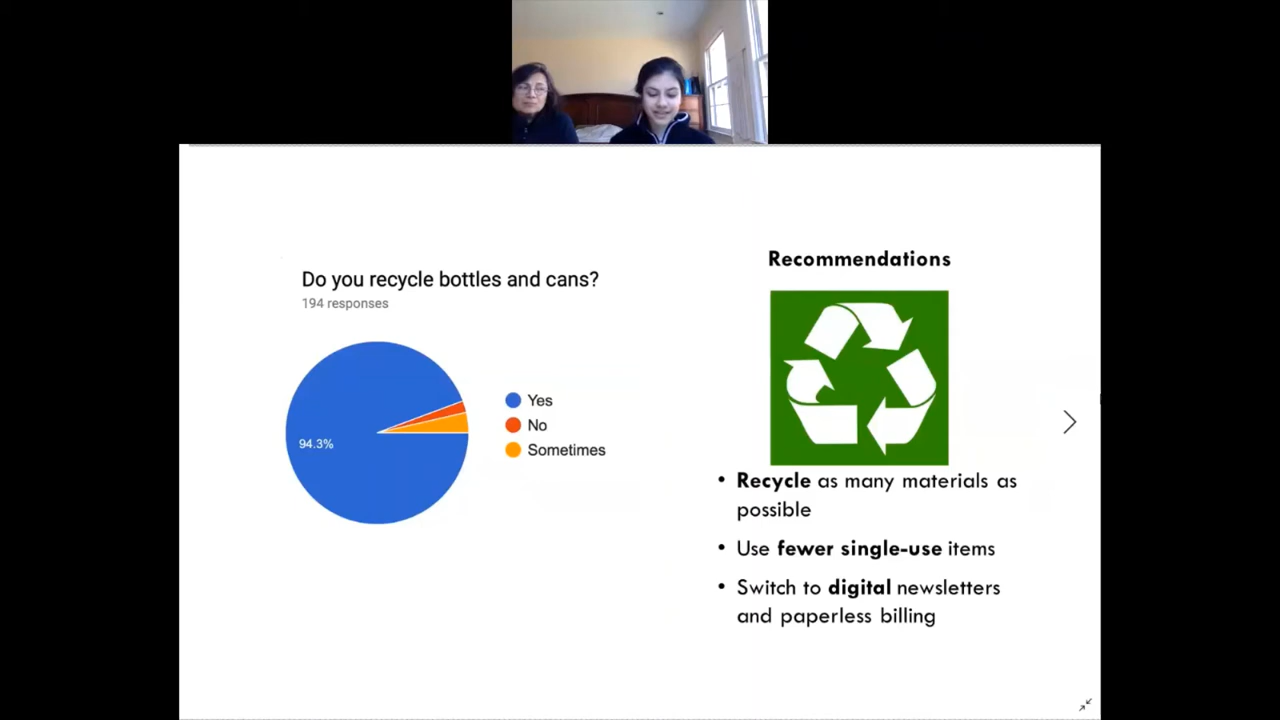 Do you recycle bottles and cans?
194 responses
94.3%
Yes
No
Sometimes
Recommendations
• Recycle as many materials as
possible
• Use fewer single-use items
• Switch to digital newsletters
and paperless billing